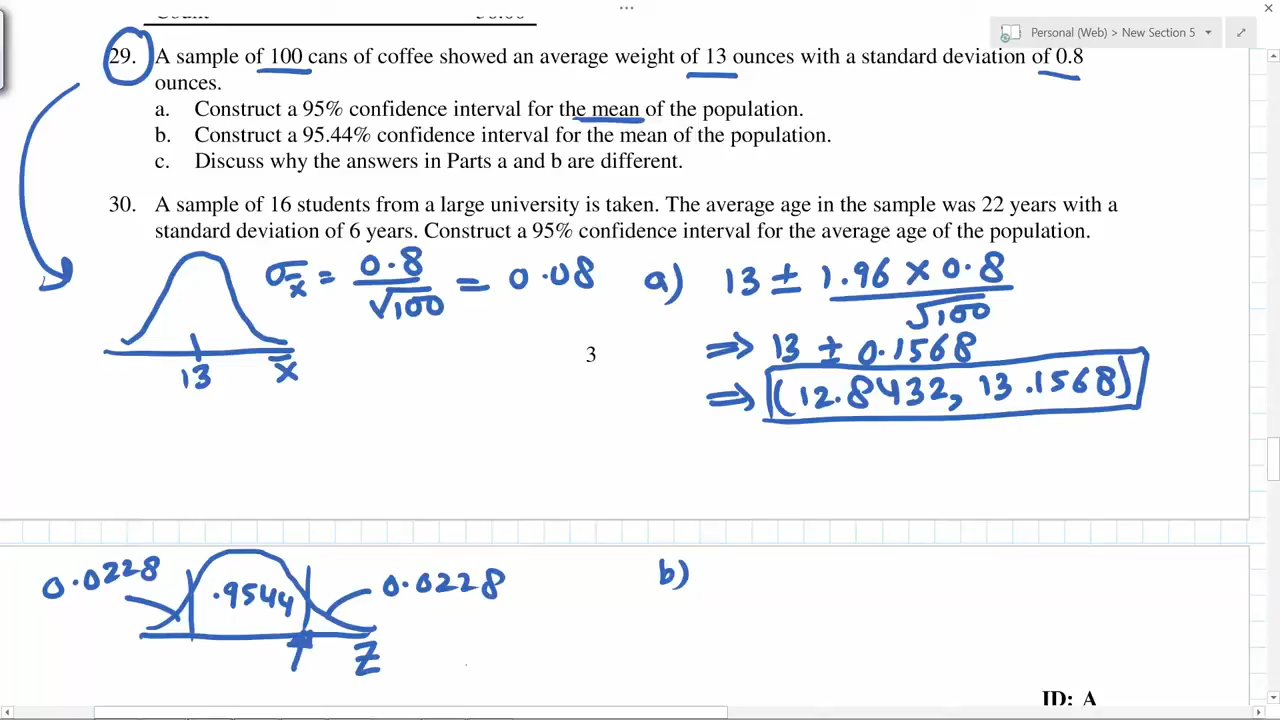 Personal (Web) > New Section 5
29. A sample of 100 cans of coffee showed an average weight of 13 ounces with a standard deviation of 0.8
ounces.
a. Construct a 95% confidence interval for the mean of the population.
b. Construct a 95.44% confidence interval for the mean of the population.
c. Discuss why the answers in Parts a and b are different.
30. A sample of 16 students from a large university is taken. The average age in the sample was 22 years with a
standard deviation of 6 years. Construct a 95% confidence interval for the average age of the population.
σx̄ = 0.8 / √100 = 0.08
13 x̄
a) 13 ± 1.96 × 0.8 / √100
⇒ 13 ± 0.1568
⇒ (12.8432, 13.1568)
3
0.0228 .9544 0.0228
Z
b)
ID: A